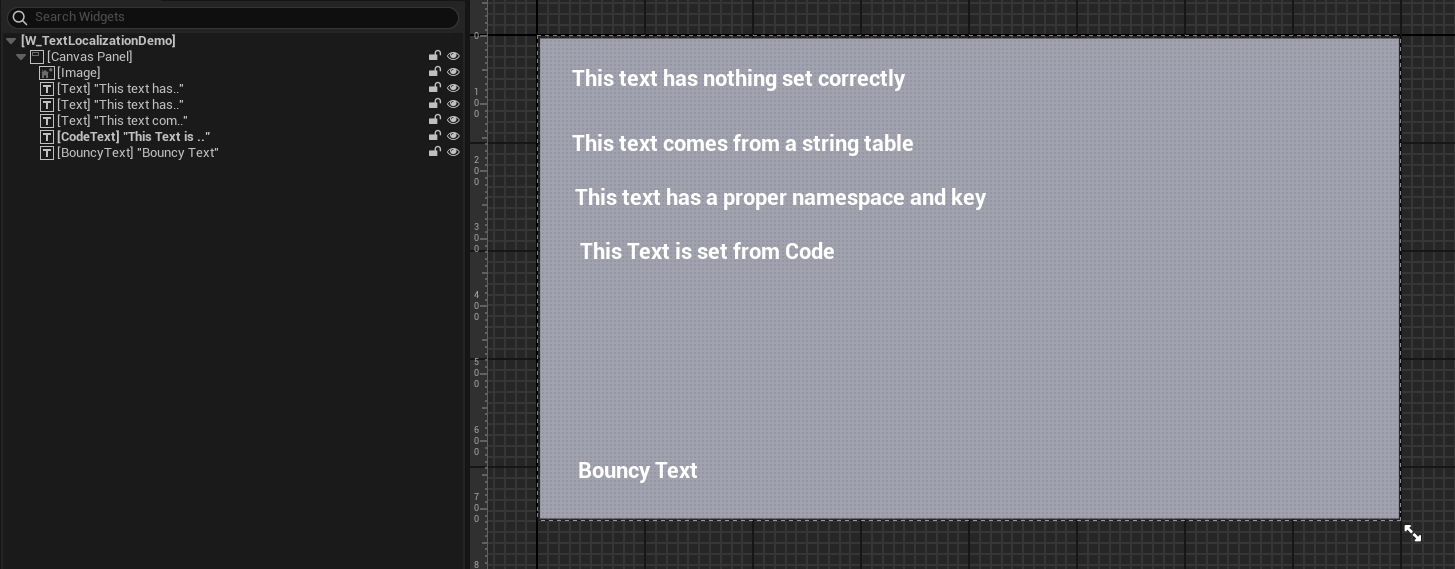 Search Widgets
[W_TextLocalizationDemo]
[Canvas Panel]
[Image]
[Text] "This text has.."
[Text] "This text has.."
[Text] "This text com.."
[CodeText] "This Text is .."
[BouncyText] "Bouncy Text"
0
100
200
300
400
500
600
700
8
This text has nothing set correctly
This text comes from a string table
This text has a proper namespace and key
This Text is set from Code
Bouncy Text